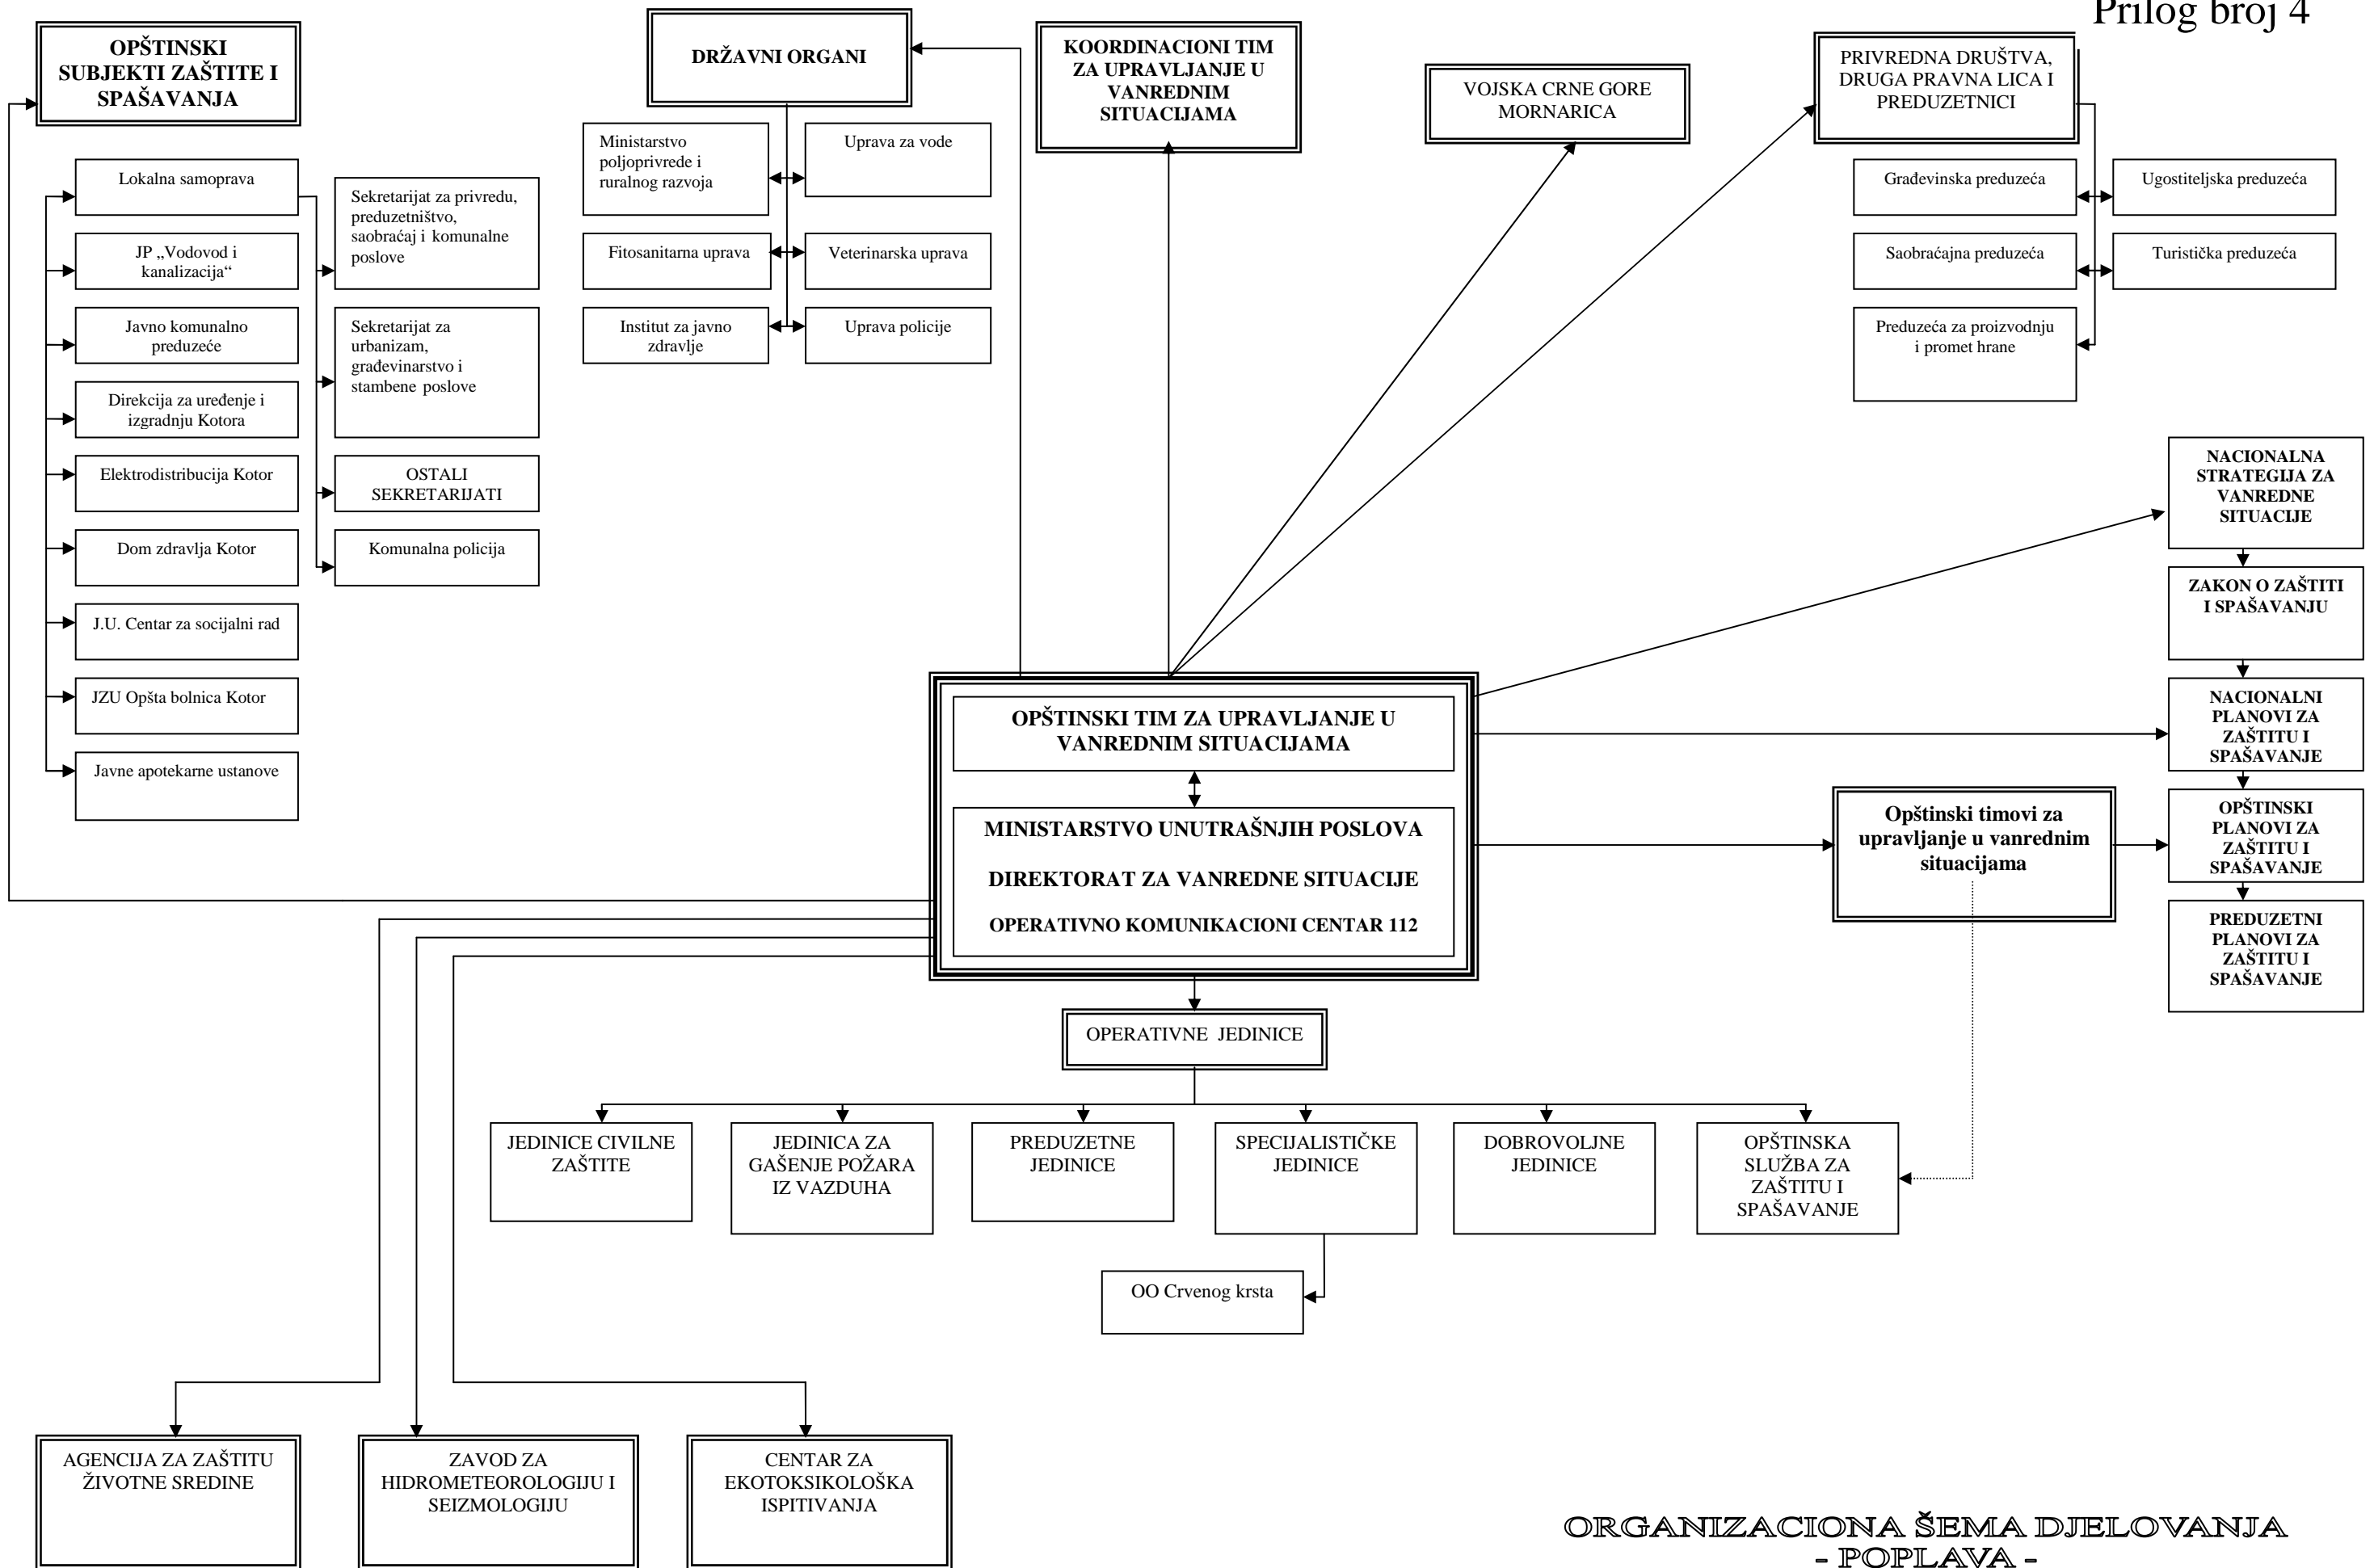 Prilog broj 4
OPŠTINSKI
SUBJEKTI ZAŠTITE I
SPAŠAVANJA
Lokalna samoprava
JP „Vodovod i
kanalizacija“
Javno komunalno
preduzeće
Direkcija za uređenje i
izgradnju Kotora
Elektrodistribucija Kotor
Dom zdravlja Kotor
J.U. Centar za socijalni rad
JZU Opšta bolnica Kotor
Javne apotekarne ustanove
Sekretarijat za privredu,
preduzetništvo,
saobraćaj i komunalne
poslove
Sekretarijat za
urbanizam,
građevinarstvo i
stambene poslove
OSTALI
SEKRETARIJATI
Komunalna policija
DRŽAVNI ORGANI
Ministarstvo
poljoprivrede i
ruralnog razvoja
Uprava za vode
Fitosanitarna uprava
Veterinarska uprava
Institut za javno
zdravlje
Uprava policije
KOORDINACIONI TIM
ZA UPRAVLJANJE U
VANREDNIM
SITUACIJAMA
VOJSKA CRNE GORE
MORNARICA
PRIVREDNA DRUŠTVA,
DRUGA PRAVNA LICA I
PREDUZETNICI
Građevinska preduzeća
Ugostiteljska preduzeća
Saobraćajna preduzeća
Turistička preduzeća
Preduzeća za proizvodnju
i promet hrane
NACIONALNA
STRATEGIJA ZA
VANREDNE
SITUACIJE
ZAKON O ZAŠTITI
I SPAŠAVANJU
NACIONALNI
PLANOVI ZA
ZAŠTITU I
SPAŠAVANJE
OPŠTINSKI
PLANOVI ZA
ZAŠTITU I
SPAŠAVANJE
PREDUZETNI
PLANOVI ZA
ZAŠTITU I
SPAŠAVANJE
OPŠTINSKI TIM ZA UPRAVLJANJE U
VANREDNIM SITUACIJAMA
MINISTARSTVO UNUTRAŠNJIH POSLOVA
DIREKTORAT ZA VANREDNE SITUACIJE
OPERATIVNO KOMUNIKACIONI CENTAR 112
Opštinski timovi za
upravljanje u vanrednim
situacijama
OPERATIVNE JEDINICE
JEDINICE CIVILNE
ZAŠTITE
JEDINICA ZA
GAŠENJE POŽARA
IZ VAZDUHA
PREDUZETNE
JEDINICE
SPECIJALISTIČKE
JEDINICE
DOBROVOLJNE
JEDINICE
OPŠTINSKA
SLUŽBA ZA
ZAŠTITU I
SPAŠAVANJE
OO Crvenog krsta
AGENCIJA ZA ZAŠTITU
ŽIVOTNE SREDINE
ZAVOD ZA
HIDROMETEOROLOGIJU I
SEIZMOLOGIJU
CENTAR ZA
EKOTOKSIKOLOŠKA
ISPITIVANJA
ORGANIZACIONA ŠEMA DJELOVANJA
- POPLAVA -